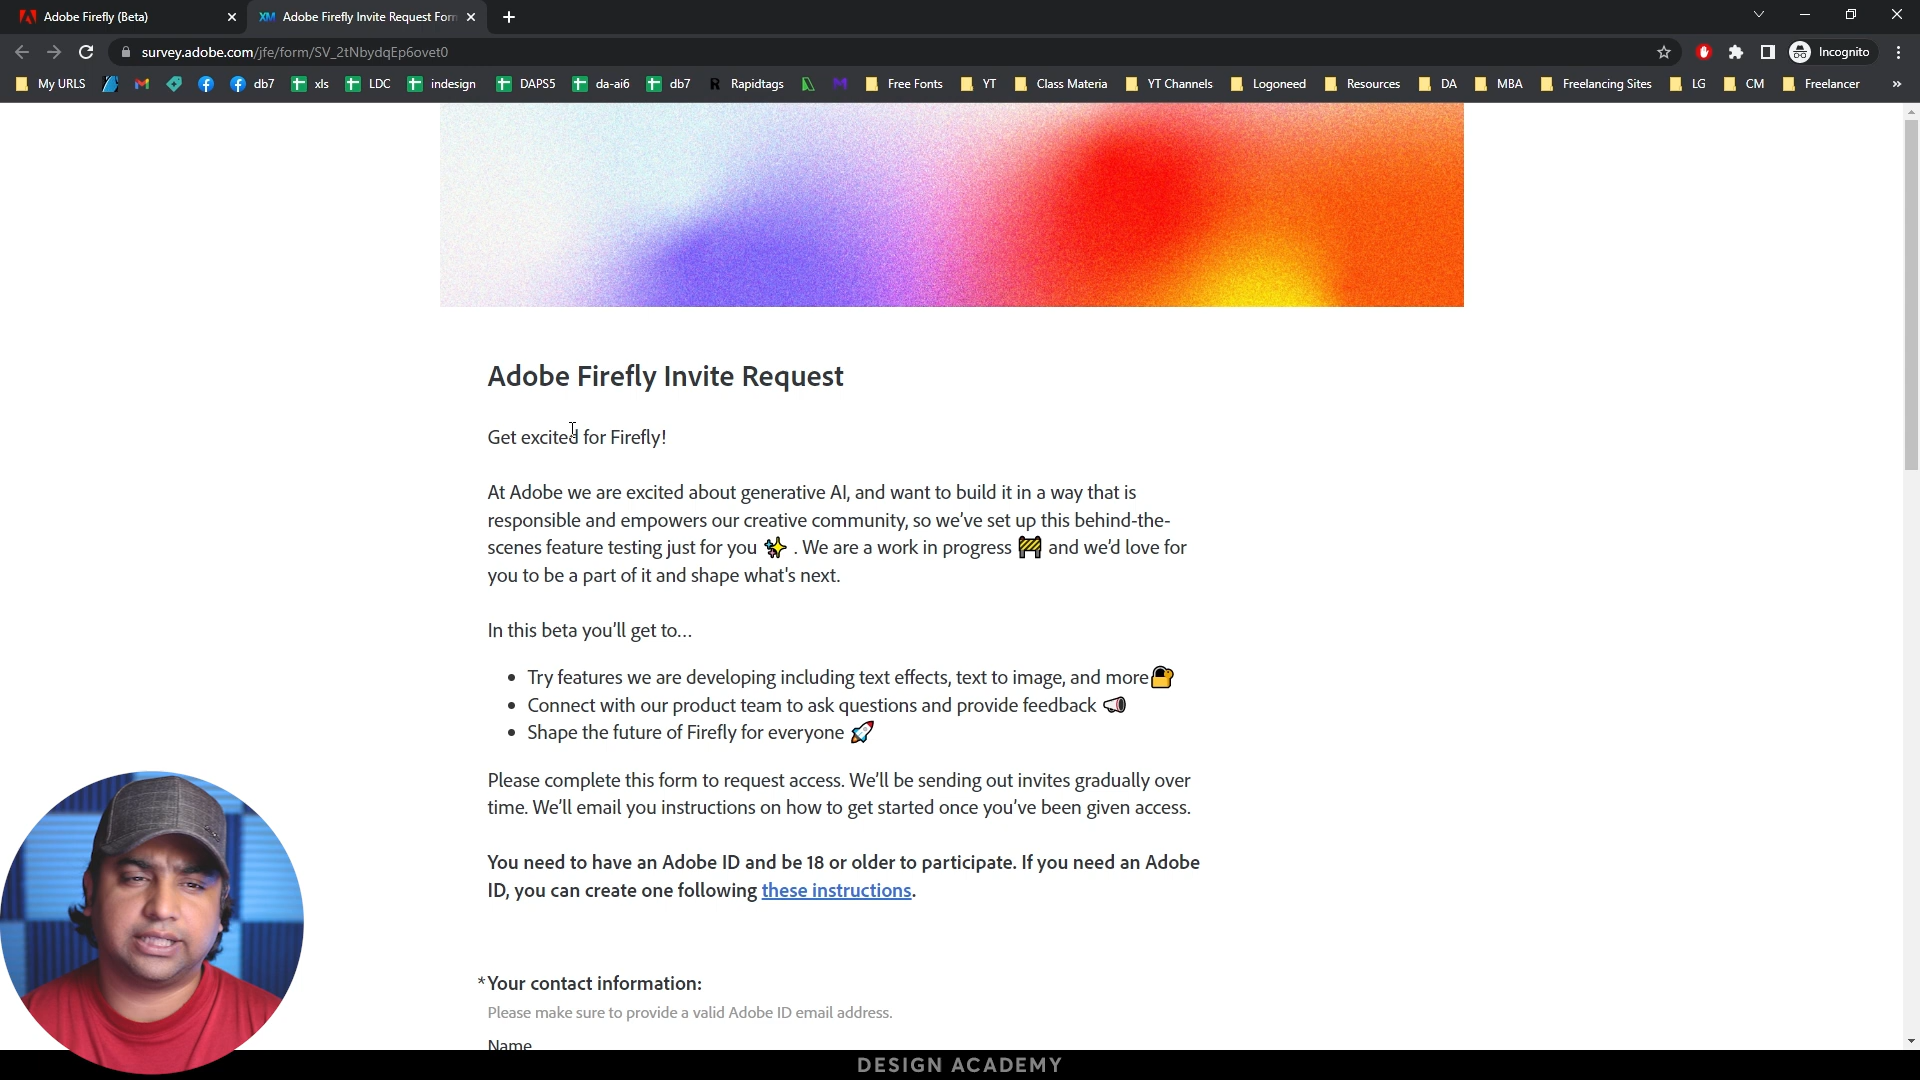 Adobe Firefly (Beta)
Adobe Firefly Invite Request Form
survey.adobe.com/jfe/form/SV_2tNbydqEp6ovet0
Incognito
My URLS
db7
xls
LDC
indesign
DAPS5
da-ai6
db7
Rapidtags
Free Fonts
YT
Class Materia
YT Channels
Logoneed
Resources
DA
MBA
Freelancing Sites
LG
CM
Freelancer
Adobe Firefly Invite Request
Get excited for Firefly!
At Adobe we are excited about generative AI, and want to build it in a way that is
responsible and empowers our creative community, so we’ve set up this behind-the-
scenes feature testing just for you ✨ . We are a work in progress 🚧 and we’d love for
you to be a part of it and shape what's next.
In this beta you’ll get to…
• Try features we are developing including text effects, text to image, and more🔐
• Connect with our product team to ask questions and provide feedback 📣
• Shape the future of Firefly for everyone 🚀
Please complete this form to request access. We’ll be sending out invites gradually over
time. We’ll email you instructions on how to get started once you’ve been given access.
You need to have an Adobe ID and be 18 or older to participate. If you need an Adobe
ID, you can create one following these instructions.
*Your contact information:
Please make sure to provide a valid Adobe ID email address.
Name
DESIGN ACADEMY